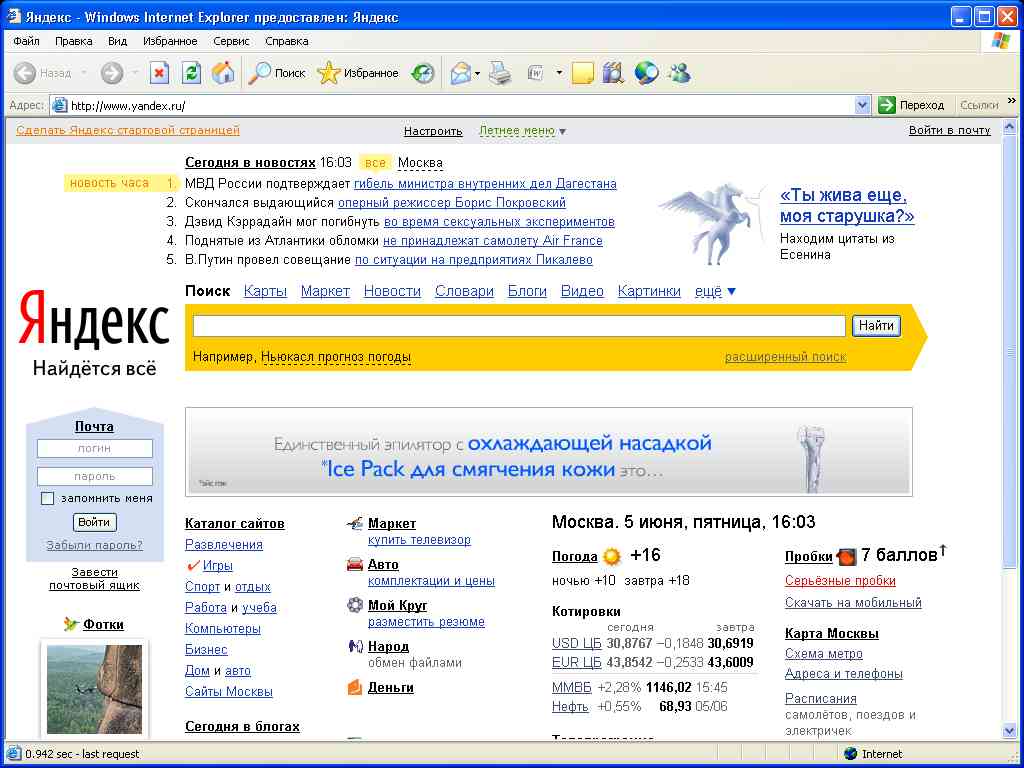 Яндекс - Windows Internet Explorer предоставлен: Яндекс
Файл Правка Вид Избранное Сервис Справка
Назад Поиск Избранное
Адрес: http://www.yandex.ru/ Переход Ссылки »
Сделать Яндекс стартовой страницей Настроить Летнее меню ▼ Войти в почту
Сегодня в новостях 16:03 все Москва
новость часа 1. МВД России подтверждает гибель министра внутренних дел Дагестана
2. Скончался выдающийся оперный режиссер Борис Покровский
3. Дэвид Кэррадайн мог погибнуть во время сексуальных экспериментов
4. Поднятые из Атлантики обломки не принадлежат самолету Air France
5. В.Путин провел совещание по ситуации на предприятиях Пикалево
«Ты жива еще,
моя старушка?»
Находим цитаты из
Есенина
Яндекс
Найдётся всё
Поиск Карты Маркет Новости Словари Блоги Видео Картинки ещё ▼
Найти
Например, Ньюкасл прогноз погоды расширенный поиск
Почта
логин
пароль
запомнить меня
Войти
Забыли пароль?
Завести
почтовый ящик
Фотки
Единственный эпилятор с охлаждающей насадкой
*Ice Pack для смягчения кожи это...
Каталог сайтов
Развлечения
Игры
Спорт и отдых
Работа и учеба
Компьютеры
Бизнес
Дом и авто
Сайты Москвы
Сегодня в блогах
Маркет
купить телевизор
Авто
комплектации и цены
Мой Круг
разместить резюме
Народ
обмен файлами
Деньги
Москва. 5 июня, пятница, 16:03
Погода +16
ночью +10 завтра +18
Котировки
сегодня завтра
USD ЦБ 30,8767 −0,1848 30,6919
EUR ЦБ 43,8542 −0,2533 43,6009
ММВБ +2,28% 1146,02 15:45
Нефть +0,55% 68,93 05/06
Пробки 7 баллов↑
Серьёзные пробки
Скачать на мобильный
Карта Москвы
Схема метро
Адреса и телефоны
Расписания
самолётов, поездов и
электричек
0.942 sec - last request Internet